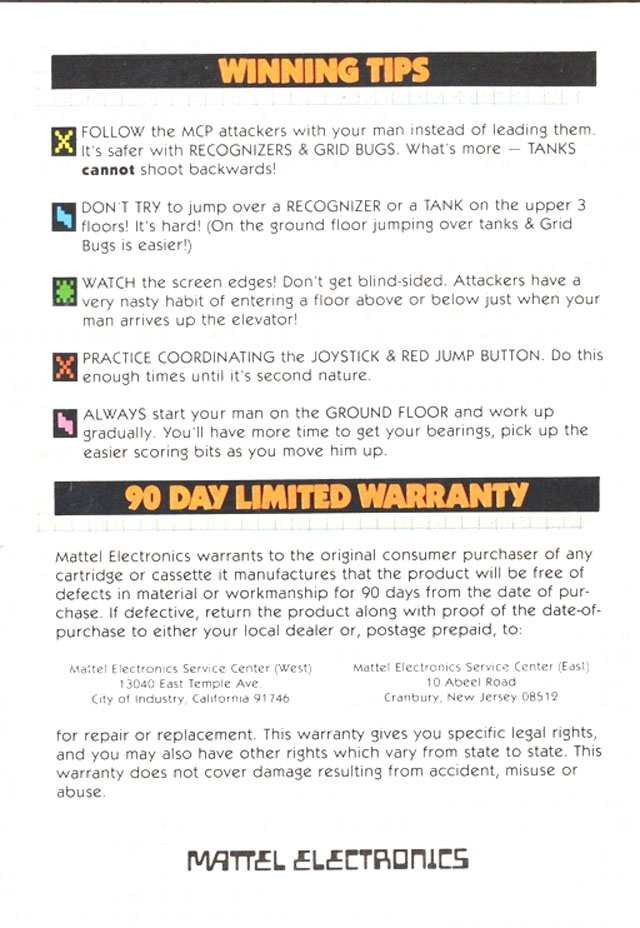 WINNING TIPS
FOLLOW the MCP attackers with your man instead of leading them.
It's safer with RECOGNIZERS & GRID BUGS. What's more — TANKS
cannot shoot backwards!
DON'T TRY to jump over a RECOGNIZER or a TANK on the upper 3
floors! It's hard! (On the ground floor jumping over tanks & Grid
Bugs is easier!)
WATCH the screen edges! Don't get blind-sided. Attackers have a
very nasty habit of entering a floor above or below just when your
man arrives up the elevator!
PRACTICE COORDINATING the JOYSTICK & RED JUMP BUTTON. Do this
enough times until it's second nature.
ALWAYS start your man on the GROUND FLOOR and work up
gradually. You'll have more time to get your bearings, pick up the
easier scoring bits as you move him up.
90 DAY LIMITED WARRANTY
Mattel Electronics warrants to the original consumer purchaser of any
cartridge or cassette it manufactures that the product will be free of
defects in material or workmanship for 90 days from the date of pur-
chase. If defective, return the product along with proof of the date-of-
purchase to either your local dealer or, postage prepaid, to:
Mattel Electronics Service Center (West)
13040 East Temple Ave.
City of Industry, California 91746
Mattel Electronics Service Center (East)
10 Abeel Road
Cranbury, New Jersey 08512
for repair or replacement. This warranty gives you specific legal rights,
and you may also have other rights which vary from state to state. This
warranty does not cover damage resulting from accident, misuse or
abuse.
MATTEL ELECTRONICS